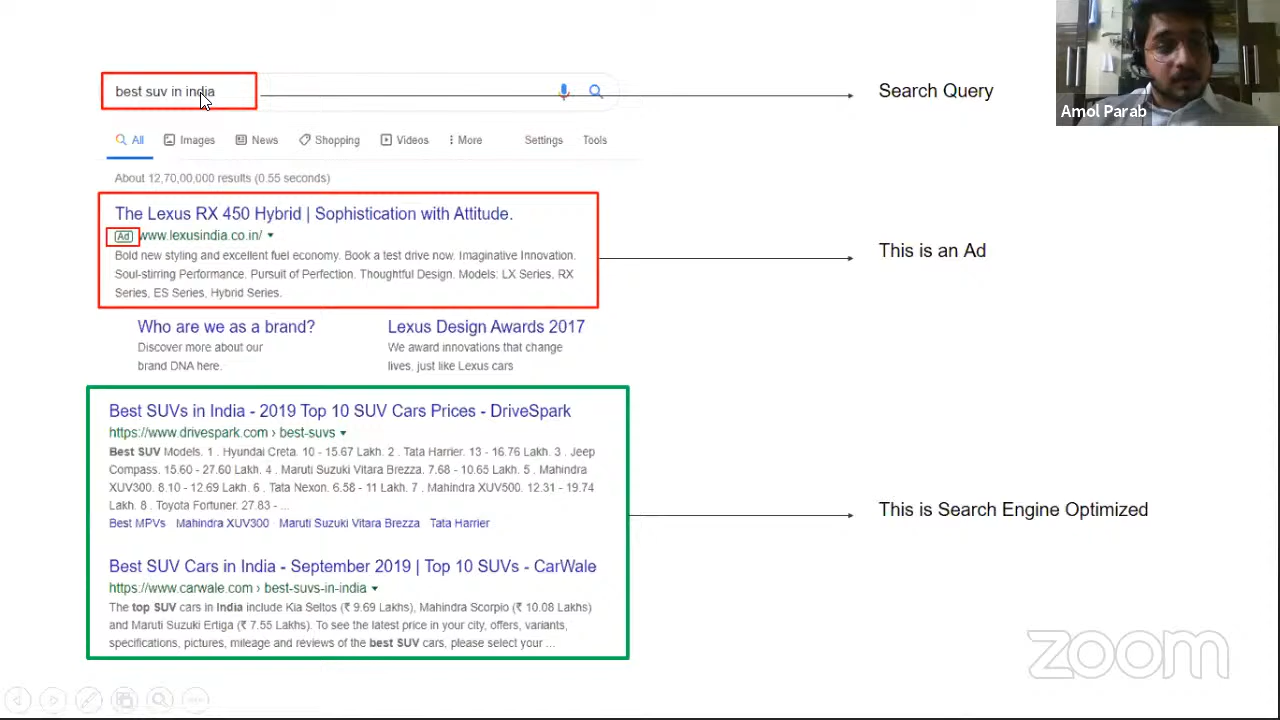 best suv in india
Search Query
Amol Parab
All Images News Shopping Videos More Settings Tools
About 12,70,00,000 results (0.55 seconds)
The Lexus RX 450 Hybrid | Sophistication with Attitude.
Ad www.lexusindia.co.in/
Bold new styling and excellent fuel economy. Book a test drive now. Imaginative Innovation.
Soul-stirring Performance. Pursuit of Perfection. Thoughtful Design. Models: LX Series, RX
Series, ES Series, Hybrid Series.
This is an Ad
Who are we as a brand?
Discover more about our
brand DNA here.
Lexus Design Awards 2017
We award innovations that change
lives, just like Lexus cars
Best SUVs in India - 2019 Top 10 SUV Cars Prices - DriveSpark
https://www.drivespark.com › best-suvs
Best SUV Models. 1 . Hyundai Creta. 10 - 15.67 Lakh. 2 . Tata Harrier. 13 - 16.76 Lakh. 3 . Jeep
Compass. 15.60 - 27.60 Lakh. 4 . Maruti Suzuki Vitara Brezza. 7.68 - 10.65 Lakh. 5 . Mahindra
XUV300. 8.10 - 12.69 Lakh. 6 . Tata Nexon. 6.58 - 11 Lakh. 7 . Mahindra XUV500. 12.31 - 19.74
Lakh. 8 . Toyota Fortuner. 27.83 - ...
Best MPVs Mahindra XUV300 Maruti Suzuki Vitara Brezza Tata Harrier
This is Search Engine Optimized
Best SUV Cars in India - September 2019 | Top 10 SUVs - CarWale
https://www.carwale.com › best-suvs-in-india
The top SUV cars in India include Kia Seltos (₹ 9.69 Lakhs), Mahindra Scorpio (₹ 10.08 Lakhs)
and Maruti Suzuki Ertiga (₹ 7.55 Lakhs). To see the latest price in your city, offers, variants,
specifications, pictures, mileage and reviews of the best SUV cars, please select your ...
zoom